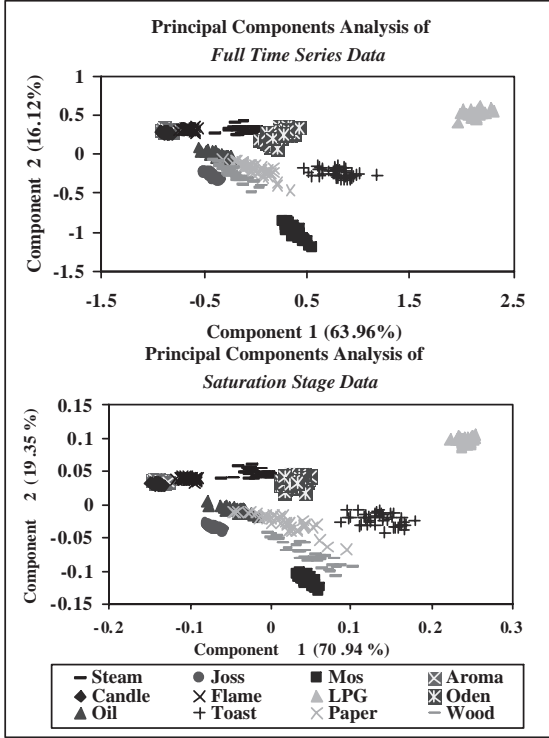 Principal Components Analysis of
Full Time Series Data
Component 2 (16.12%)
1
0.5
0
-0.5
-1
-1.5
-1.5 -0.5 0.5 1.5 2.5
Component 1 (63.96%)
Principal Components Analysis of
Saturation Stage Data
Component 2 (19.35 %)
0.15
0.1
0.05
0
-0.05
-0.1
-0.15
-0.2 -0.1 0 0.1 0.2 0.3
Component 1 (70.94 %)
Steam Joss Mos Aroma
Candle Flame LPG Oden
Oil Toast Paper Wood